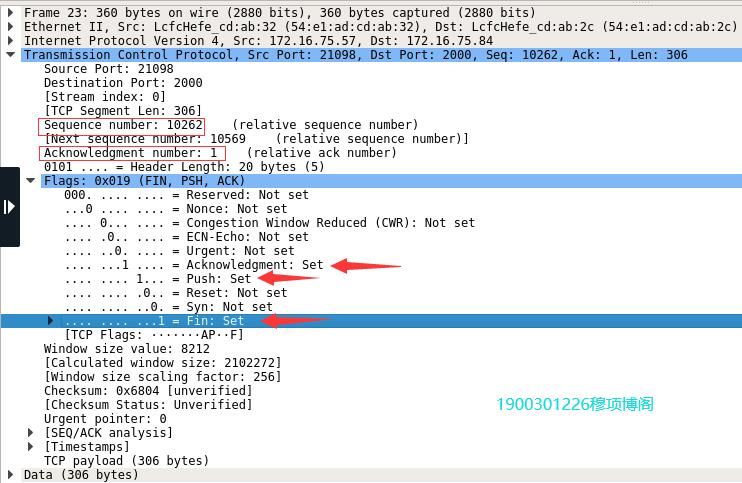 Frame 23: 360 bytes on wire (2880 bits), 360 bytes captured (2880 bits)
Ethernet II, Src: LcfcHefe_cd:ab:32 (54:e1:ad:cd:ab:32), Dst: LcfcHefe_cd:ab:2c (54:e1:ad:cd:ab:2c)
Internet Protocol Version 4, Src: 172.16.75.57, Dst: 172.16.75.84
Transmission Control Protocol, Src Port: 21098, Dst Port: 2000, Seq: 10262, Ack: 1, Len: 306
Source Port: 21098
Destination Port: 2000
[Stream index: 0]
[TCP Segment Len: 306]
Sequence number: 10262 (relative sequence number)
[Next sequence number: 10569 (relative sequence number)]
Acknowledgment number: 1 (relative ack number)
0101 .... = Header Length: 20 bytes (5)
Flags: 0x019 (FIN, PSH, ACK)
000. .... .... = Reserved: Not set
...0 .... .... = Nonce: Not set
.... 0... .... = Congestion Window Reduced (CWR): Not set
.... .0.. .... = ECN-Echo: Not set
.... ..0. .... = Urgent: Not set
.... ...1 .... = Acknowledgment: Set
.... .... 1... = Push: Set
.... .... .0.. = Reset: Not set
.... .... ..0. = Syn: Not set
.... .... ...1 = Fin: Set
[TCP Flags: ·······AP··F]
Window size value: 8212
[Calculated window size: 2102272]
[Window size scaling factor: 256]
Checksum: 0x6804 [unverified]
[Checksum Status: Unverified]
Urgent pointer: 0
[SEQ/ACK analysis]
[Timestamps]
TCP payload (306 bytes)
Data (306 bytes)
1900301226穆项博阁